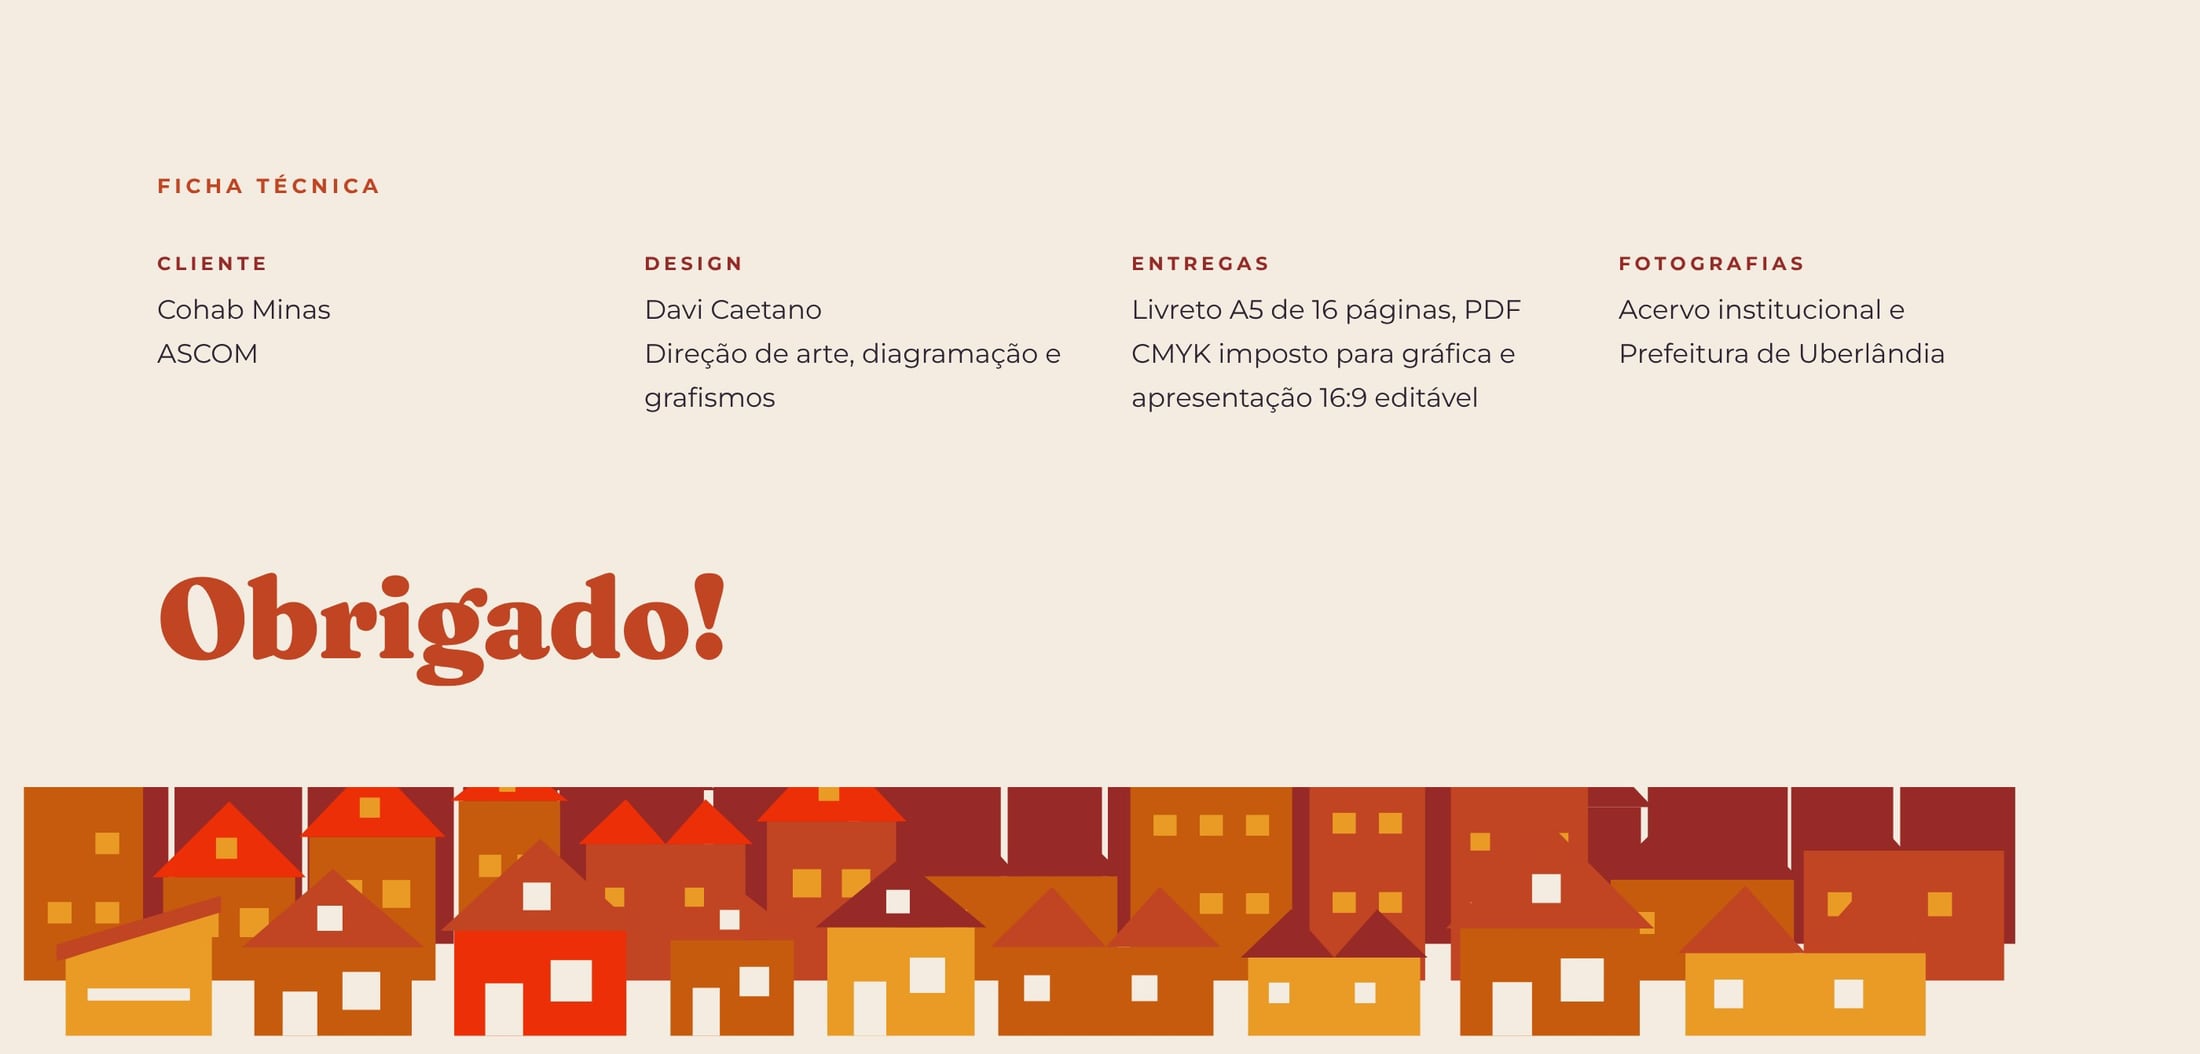 FICHA TÉCNICA
CLIENTE
Cohab Minas
ASCOM
DESIGN
Davi Caetano
Direção de arte, diagramação e
grafismos
ENTREGAS
Livreto A5 de 16 páginas, PDF
CMYK imposto para gráfica e
apresentação 16:9 editável
FOTOGRAFIAS
Acervo institucional e
Prefeitura de Uberlândia
Obrigado!